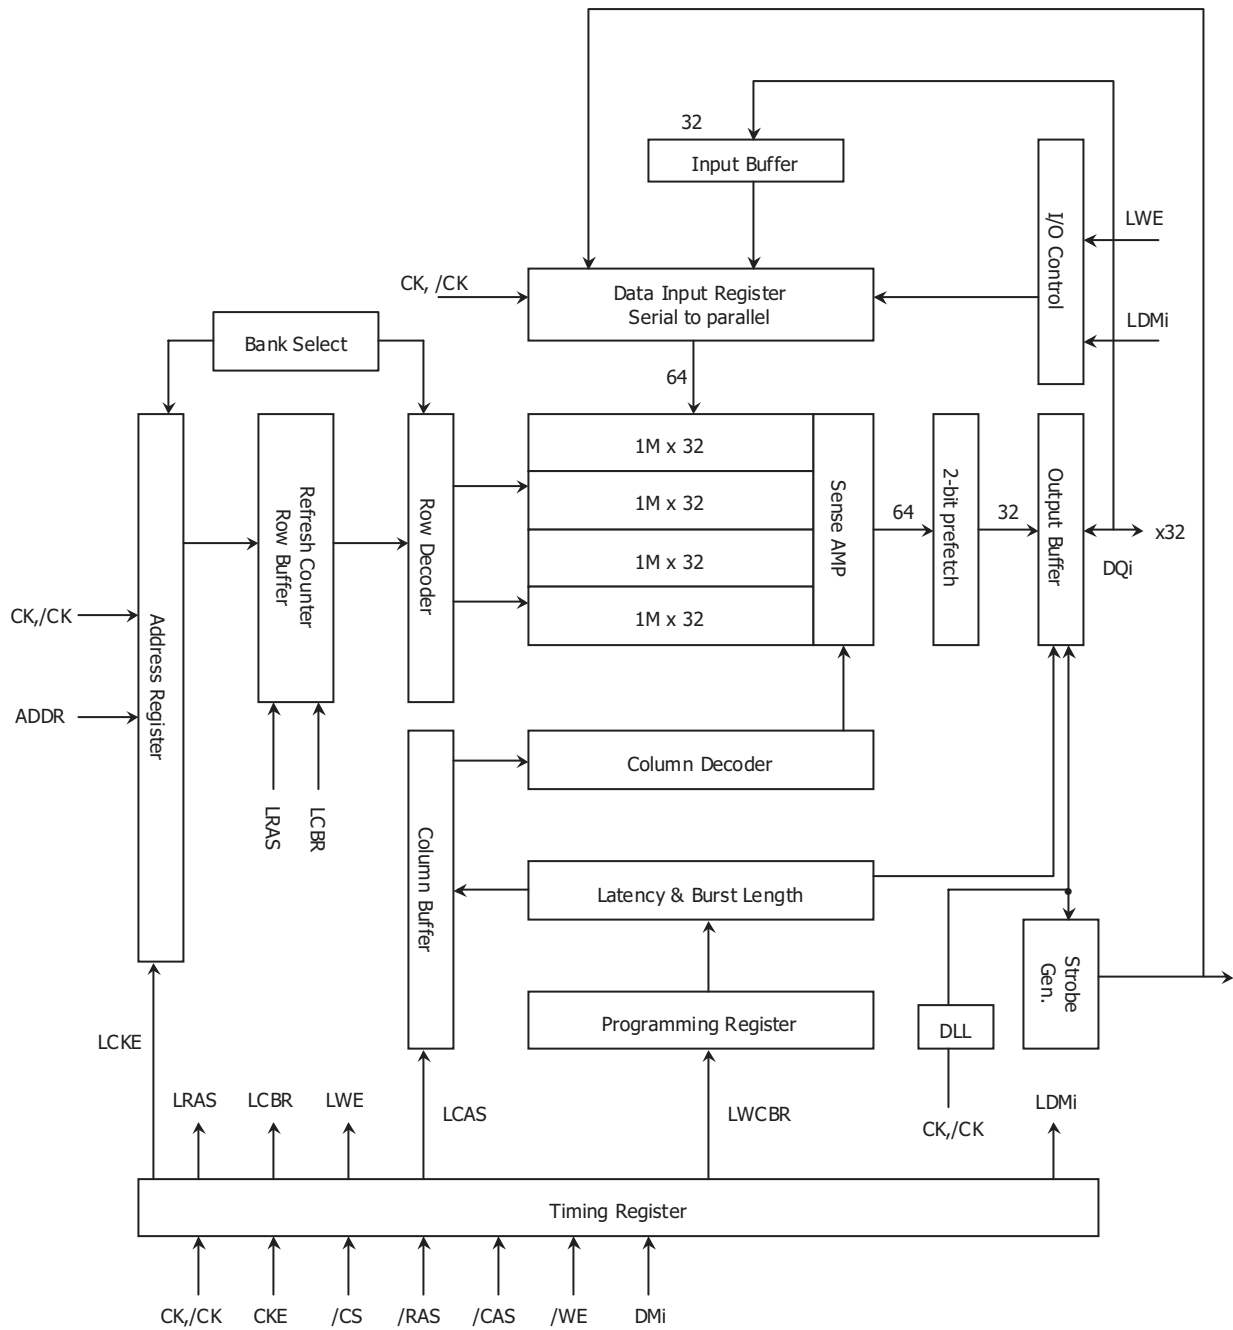 32
Input Buffer
I/O Control
LWE
LDMi
CK, /CK
Data Input Register
Serial to parallel
Bank Select
64
Address Register
Refresh Counter
Row Buffer
Row Decoder
1M x 32
1M x 32
1M x 32
1M x 32
Sense AMP
64
2-bit prefetch
32
Output Buffer
x32
DQi
CK,/CK
ADDR
LRAS
LCBR
Column Buffer
Column Decoder
Latency & Burst Length
Programming Register
DLL
Strobe
Gen.
CK,/CK
LCKE
LRAS
LCBR
LWE
LCAS
LWCBR
LDMi
Timing Register
CK,/CK
CKE
/CS
/RAS
/CAS
/WE
DMi